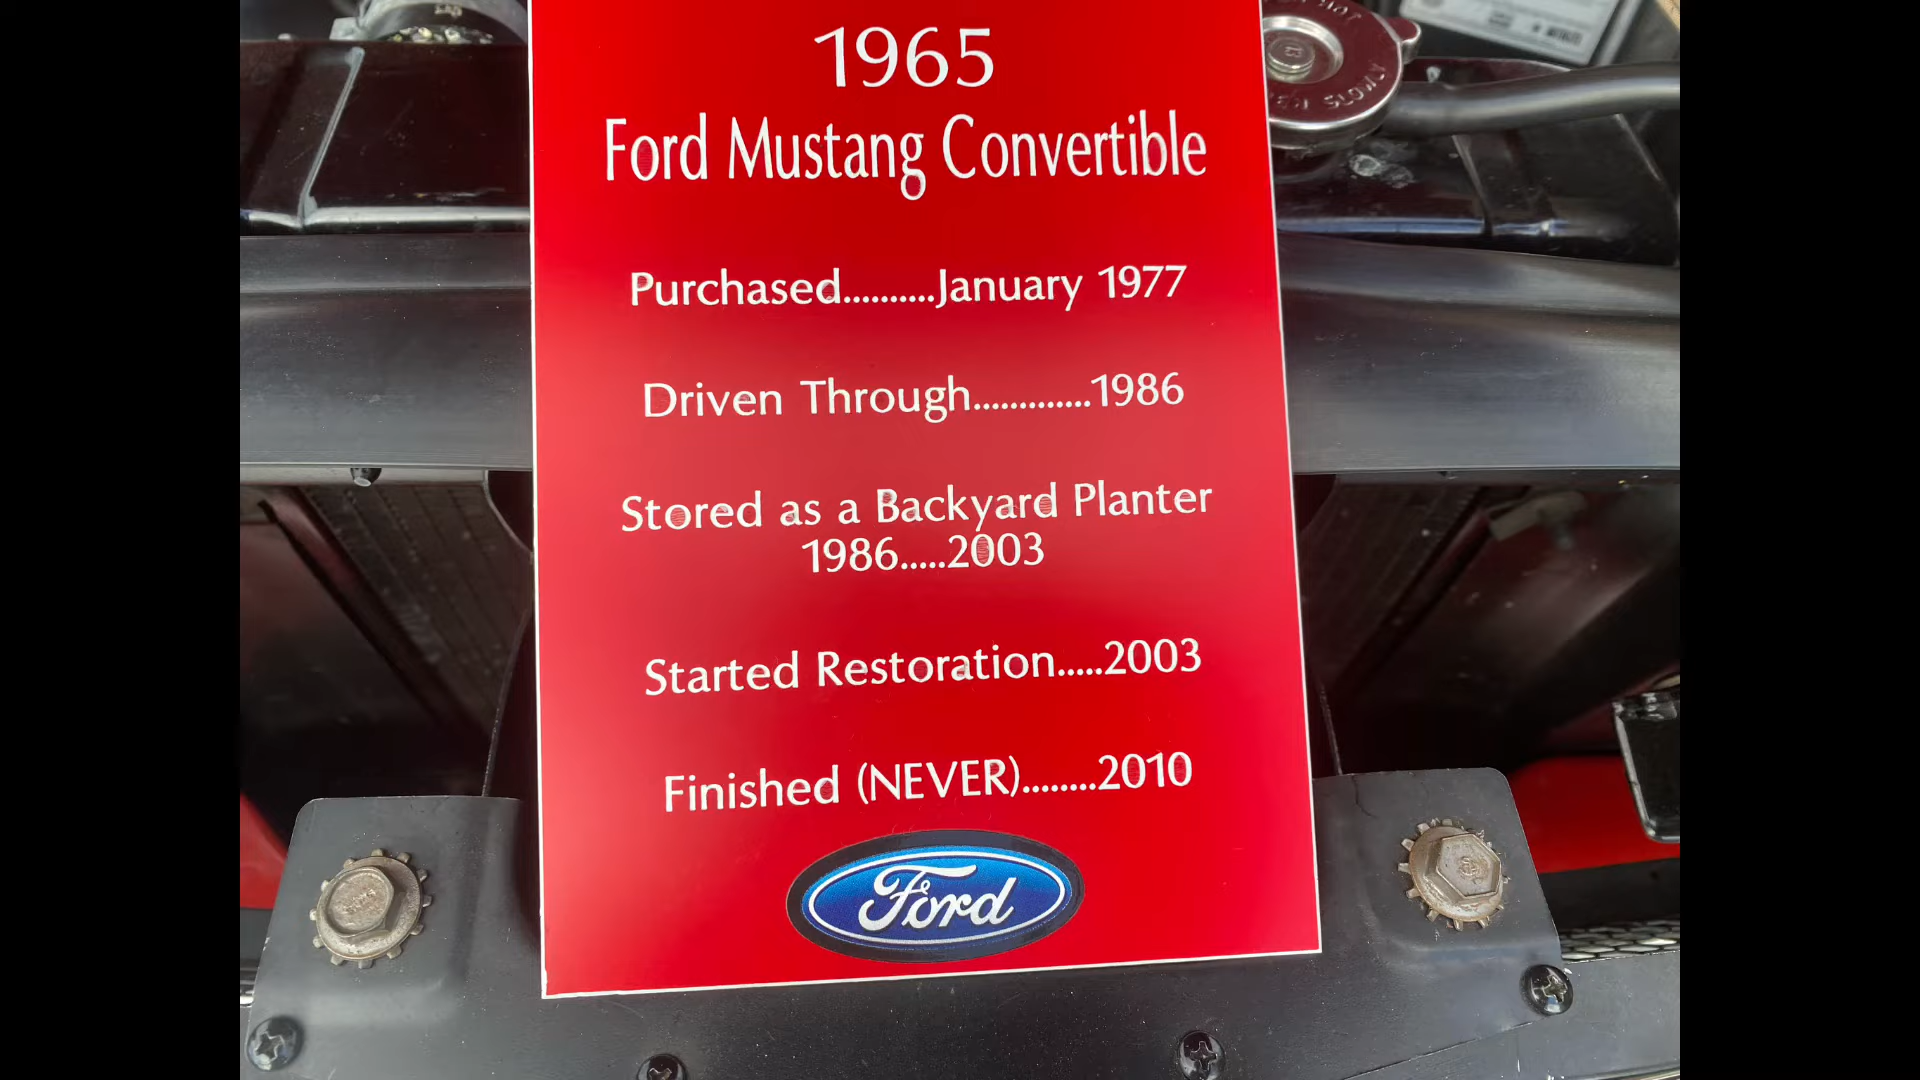 1965
Ford Mustang Convertible
Purchased..........January 1977
Driven Through.............1986
Stored as a Backyard Planter
1986.....2003
Started Restoration.....2003
Finished (NEVER)........2010
Ford
SLOWLY